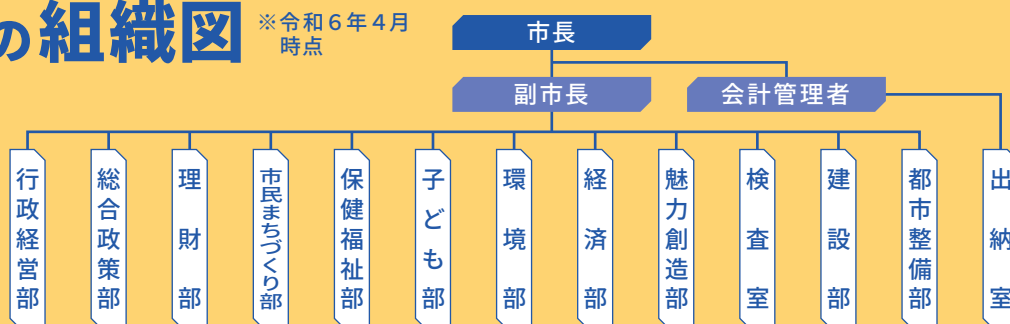 の組織図
※令和6年4月
時点
市長
副市長
会計管理者
行政経営部
総合政策部
理財部
市民まちづくり部
保健福祉部
子ども部
環境部
経済部
魅力創造部
検査室
建設部
都市整備部
出納室